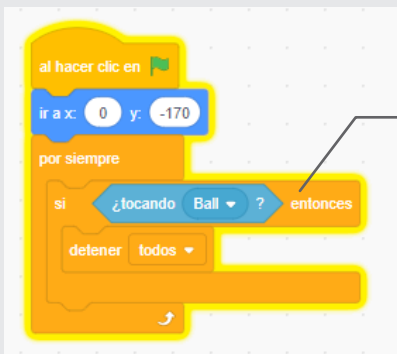 al hacer clic en
ir a x: 0 y: -170
por siempre
si ¿tocando Ball ? entonces
detener todos